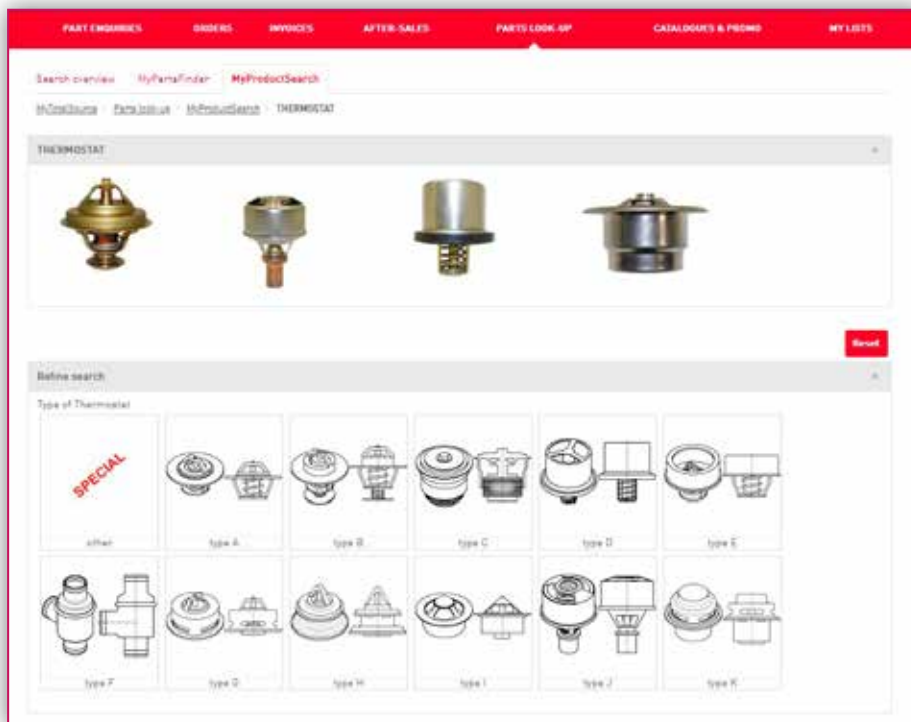 PART ENQUIRIES ORDERS INVOICES AFTER-SALES PARTS LOOK-UP CATALOGUES & PROMO MY LISTS
Search overview MyPartsFinder MyProductSearch
MyTotalSource Parts look-up MyProductSearch THERMOSTAT
THERMOSTAT
Reset
Refine search
Type of Thermostat
SPECIAL
other type A type B type C type D type E
type F type G type H type I type J type K